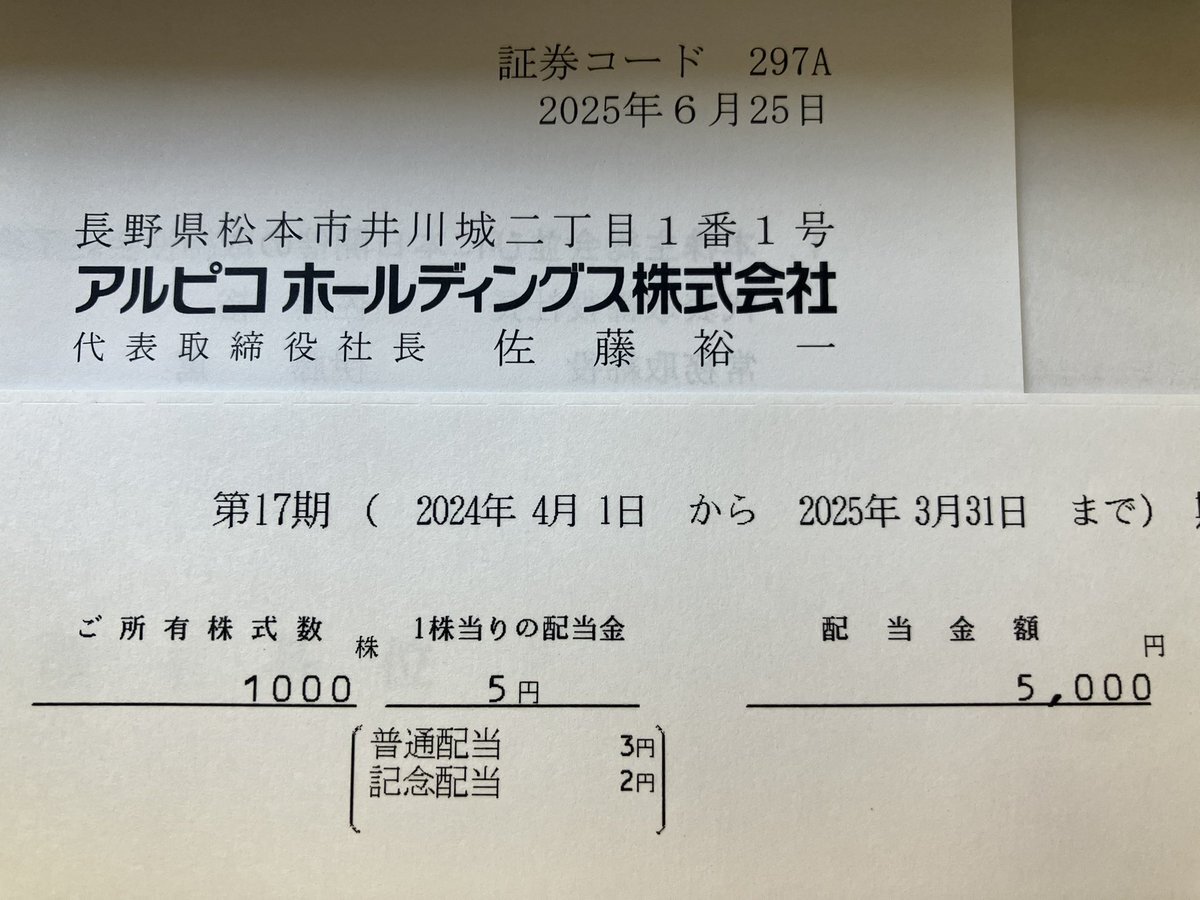 証券コード 297A
2025年6月25日
長野県松本市井川城二丁目1番1号
アルピコ ホールディングス株式会社
代表取締役社長 佐藤裕一
第17期 ( 2024年 4月 1日 から 2025年 3月31日 まで)
ご所有株式数 株 1株当りの配当金 配当金額 円
1000 5円 5,000
普通配当 3円
記念配当 2円